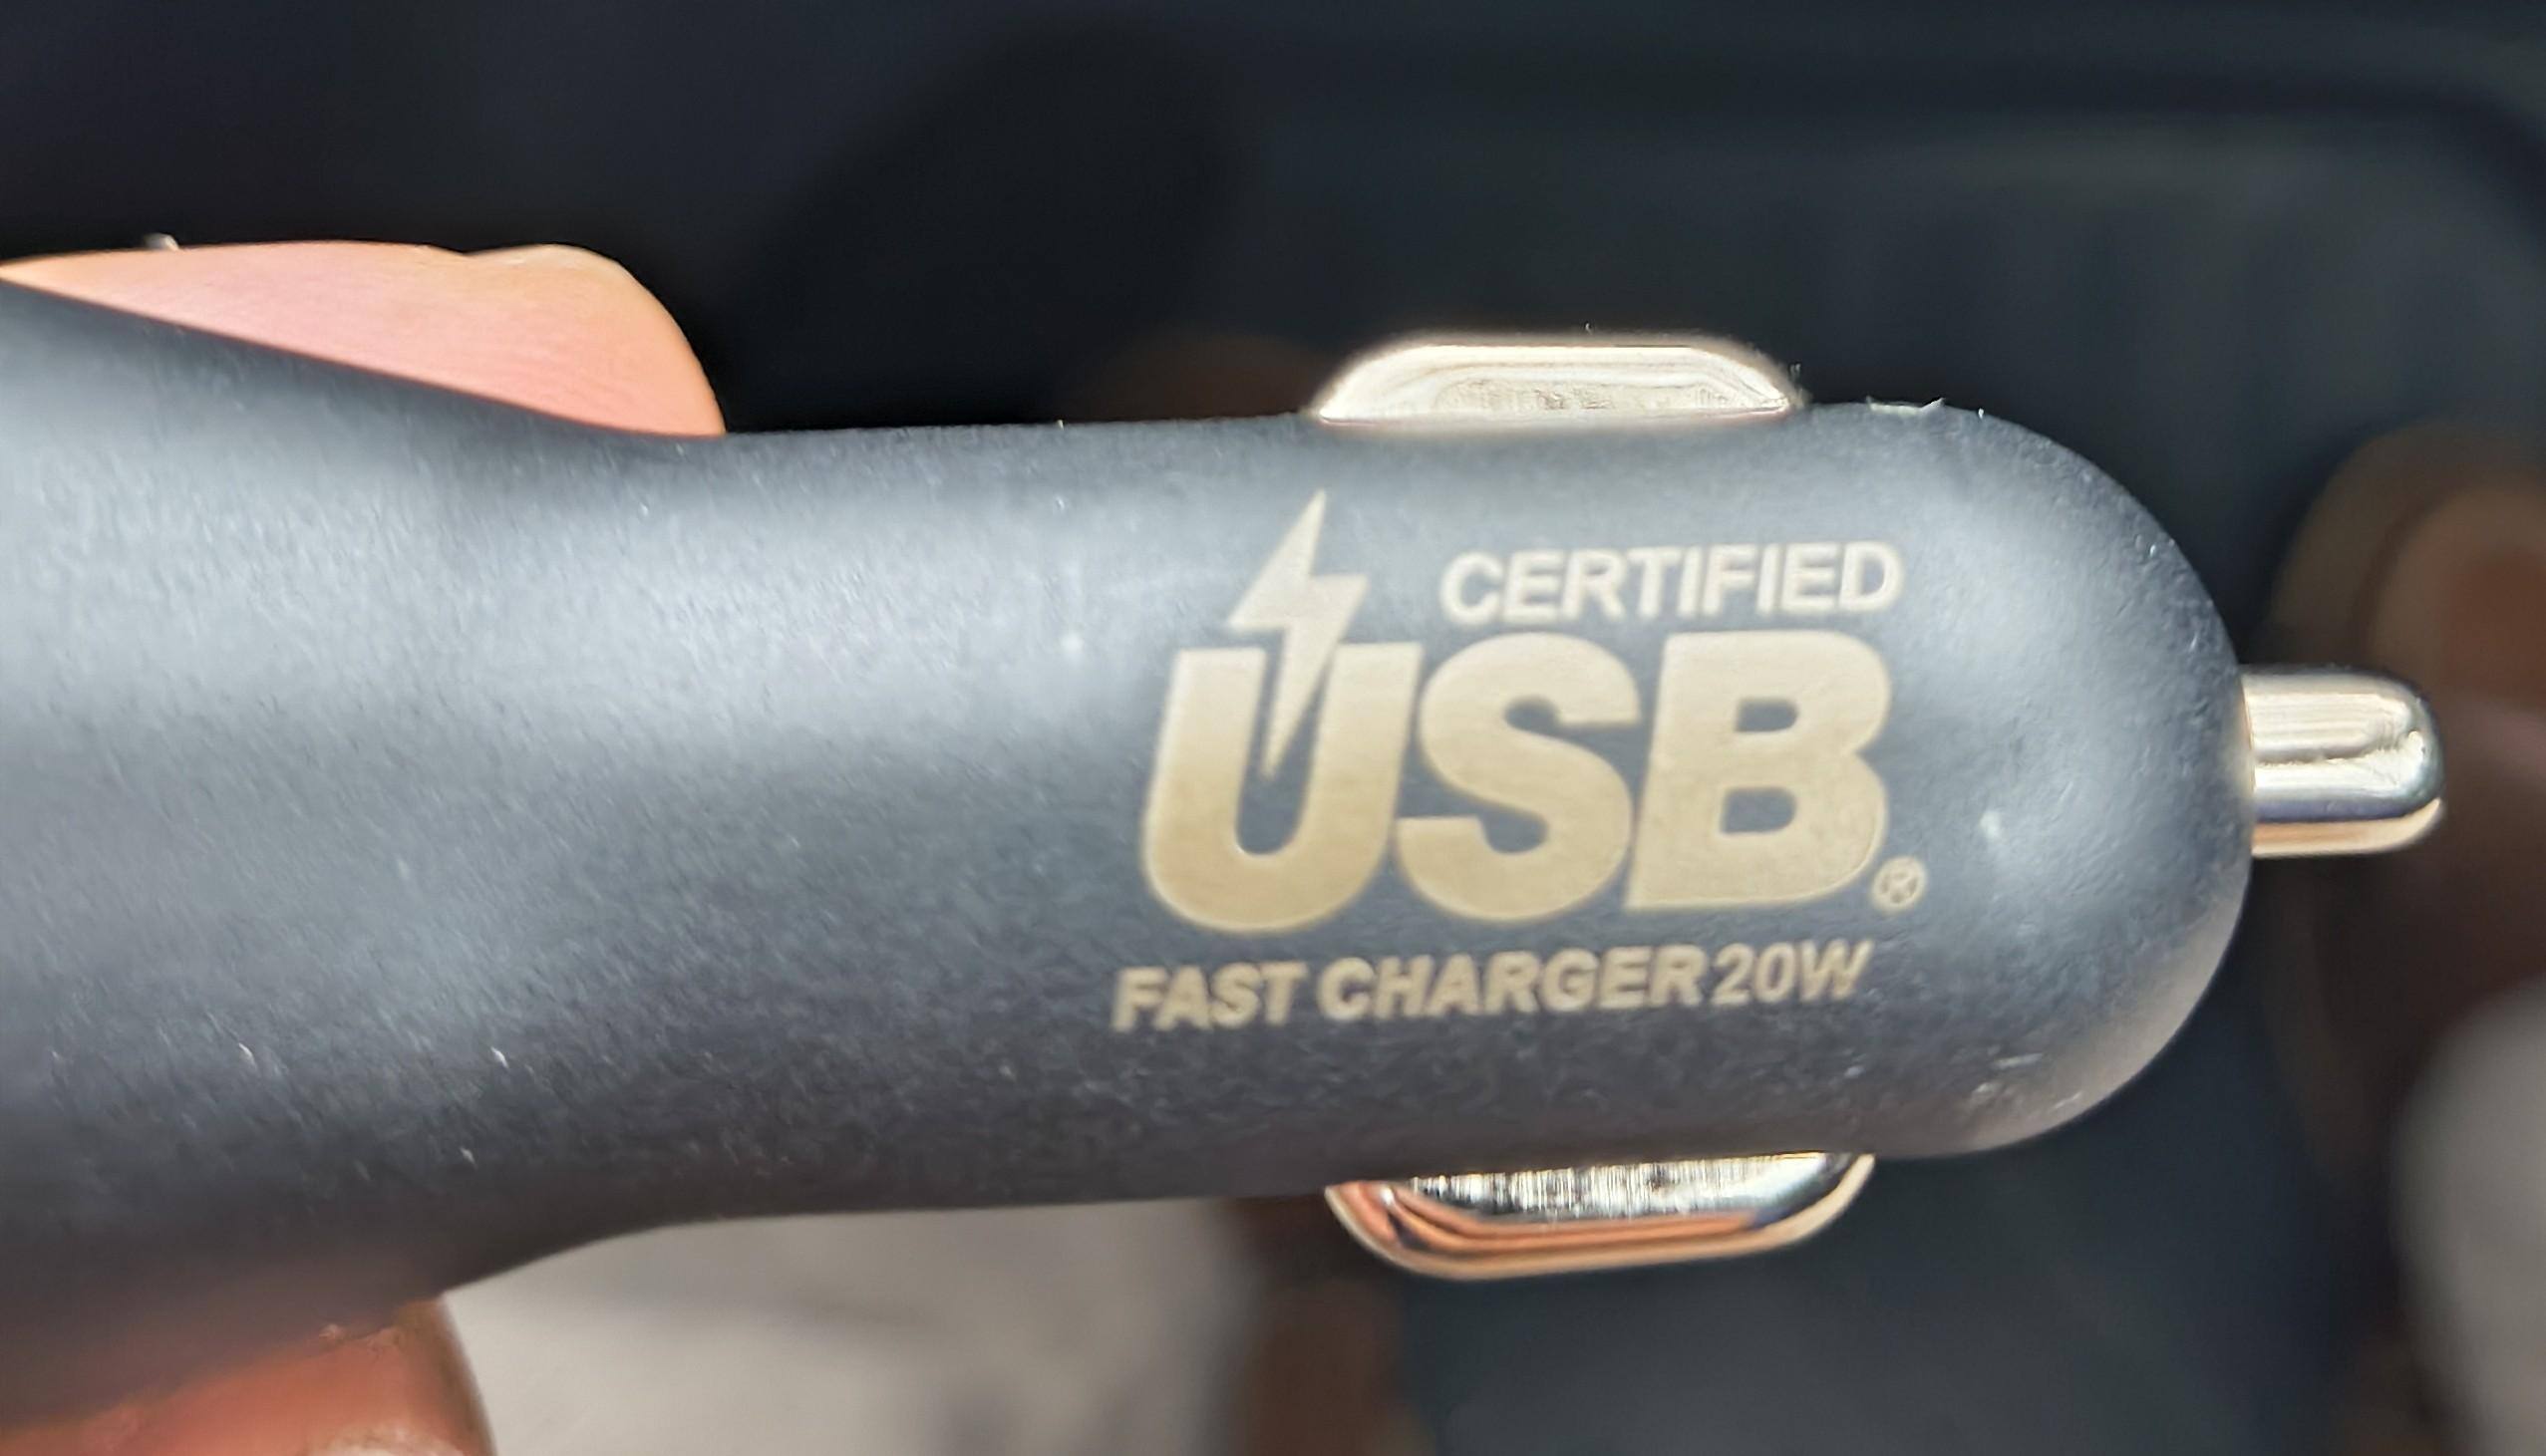 CERTIFIED
USB®
FAST CHARGER 20W